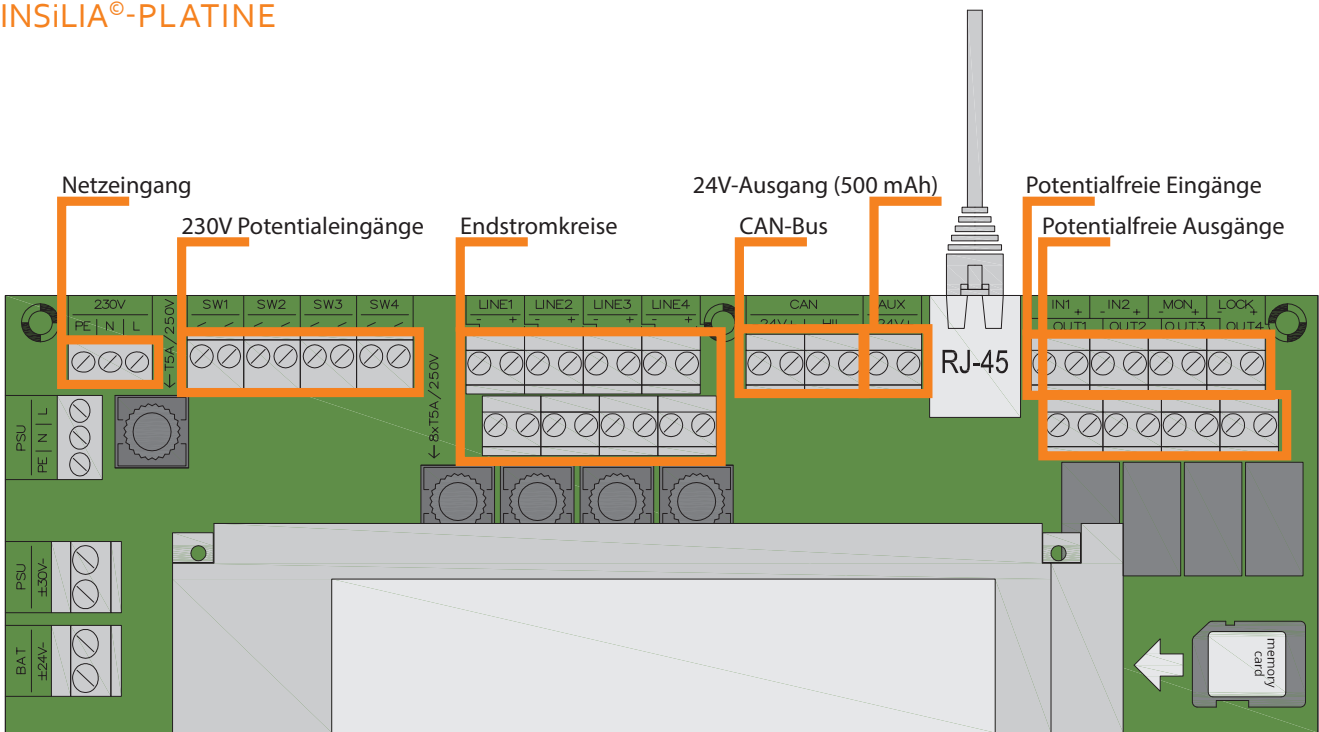 INSiLIA©-PLATINE
Netzeingang
230V Potentialeingänge
Endstromkreise
24V-Ausgang (500 mAh)
CAN-Bus
Potentialfreie Eingänge
Potentialfreie Ausgänge
230V
PE | N | L
←T5A/250V
SW1 SW2 SW3 SW4
LINE1 LINE2 LINE3 LINE4
- + - + - + - +
CAN
24V+ HIL
AUX
24V+
RJ-45
IN1 IN2 MON LOCK
+ - + - + - +
OUT1 OUT2 OUT3 OUT4
←8xT5A/250V
PSU
PE | N | L
PSU
±30V-
BAT
±24V-
memory
card